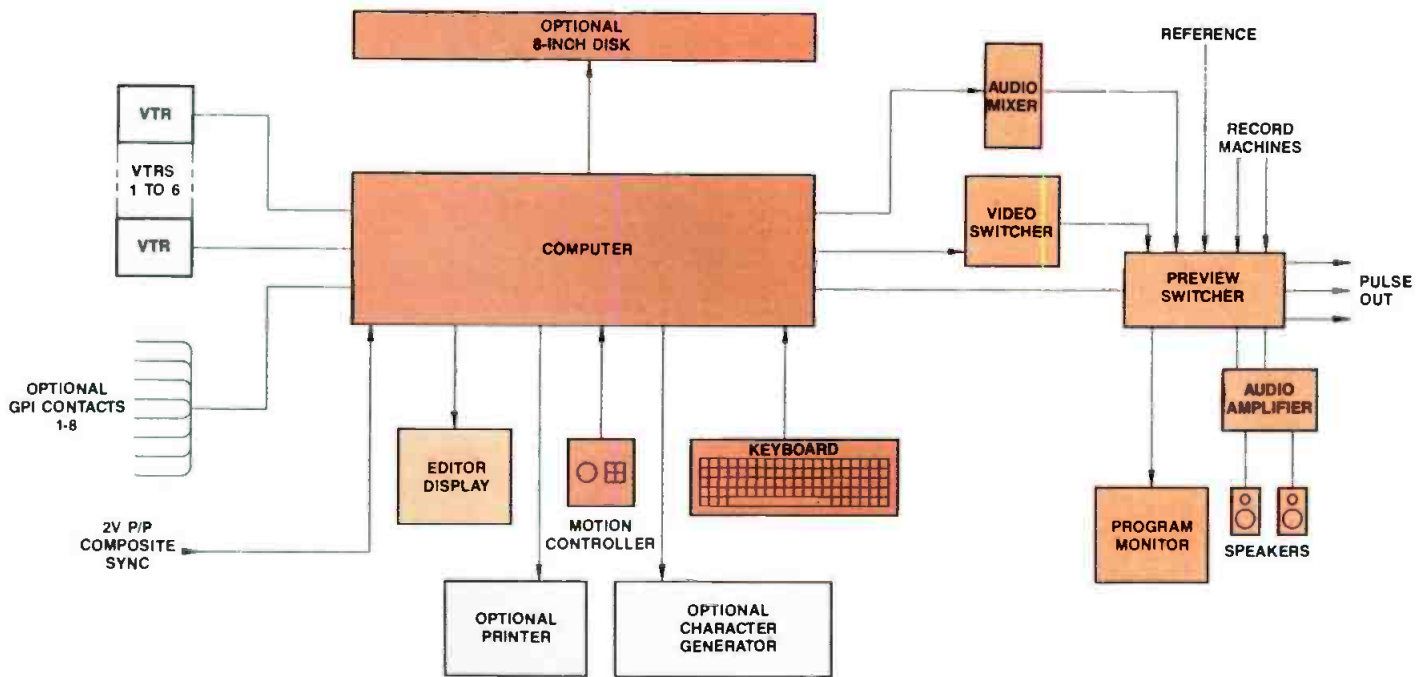 OPTIONAL
8-INCH DISK
REFERENCE
AUDIO
MIXER
VTR
RECORD
MACHINES
VTRS
1 TO 6
VIDEO
SWITCHER
VTR
COMPUTER
PREVIEW
SWITCHER
PULSE
OUT
OPTIONAL
GPI CONTACTS
1-8
AUDIO
AMPLIFIER
KEYBOARD
EDITOR
DISPLAY
2V P/P
COMPOSITE
SYNC
MOTION
CONTROLLER
PROGRAM
MONITOR
SPEAKERS
OPTIONAL
PRINTER
OPTIONAL
CHARACTER
GENERATOR